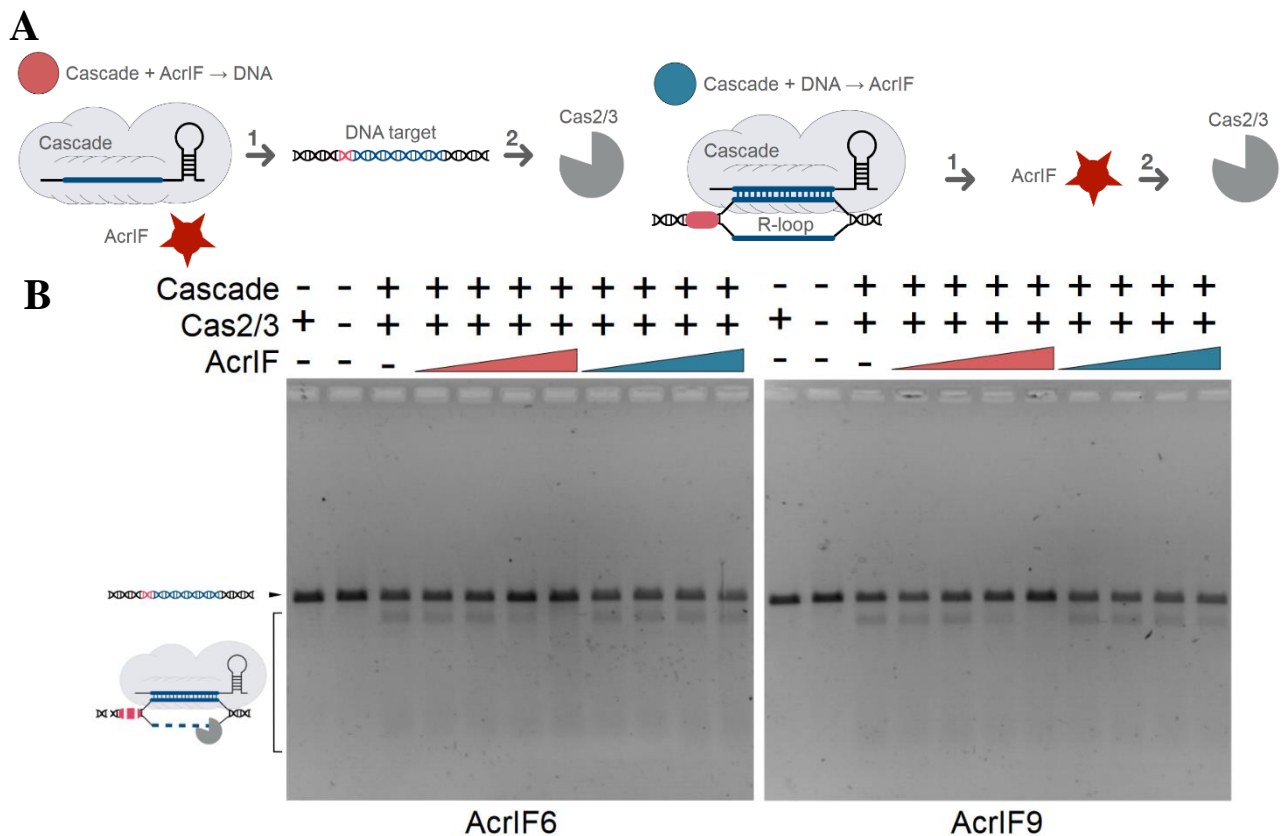 A
Cascade + AcrIF → DNA
Cascade
1
DNA target
2
Cas2/3
AcrIF
Cascade + DNA → AcrIF
Cascade
R-loop
1
AcrIF
2
Cas2/3
B
Cascade - - + + + + + + + + + - - + + + + + + + + +
Cas2/3 + - + + + + + + + + + + - + + + + + + + + +
AcrIF - - - - - -
AcrIF6
AcrIF9